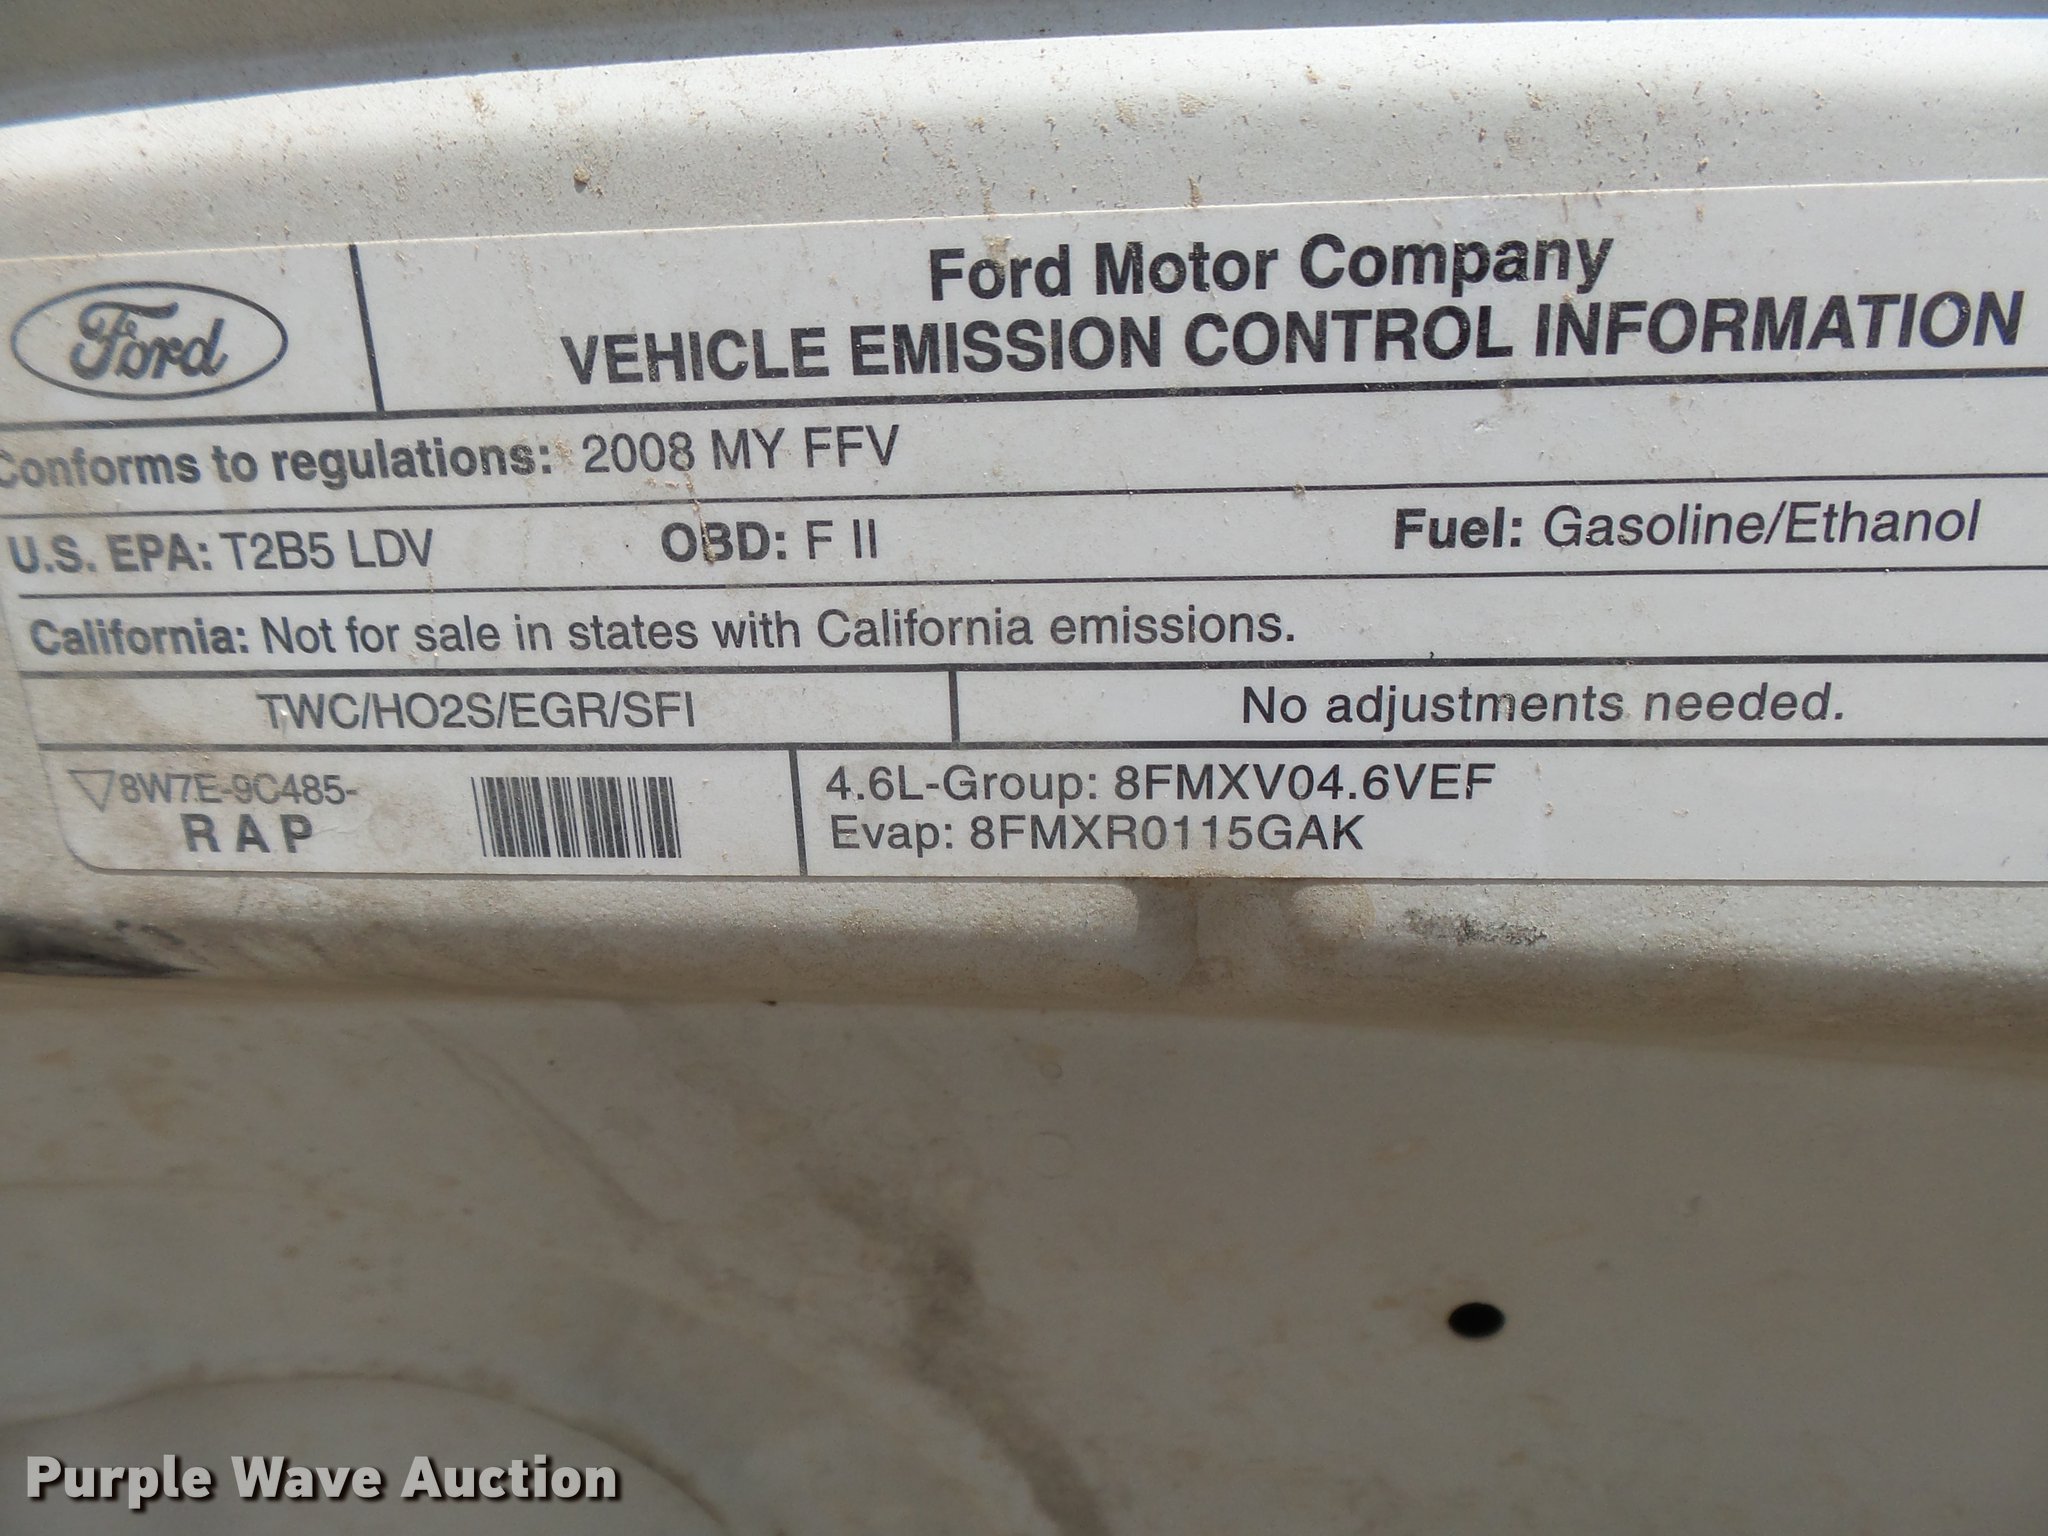 Ford
Ford Motor Company
VEHICLE EMISSION CONTROL INFORMATION
Conforms to regulations: 2008 MY FFV
U.S. EPA: T2B5 LDV OBD: F II Fuel: Gasoline/Ethanol
California: Not for sale in states with California emissions.
TWC/HO2S/EGR/SFI No adjustments needed.
8W7E-9C485-
RAP
4.6L-Group: 8FMXV04.6VEF
Evap: 8FMXR0115GAK
Purple Wave Auction